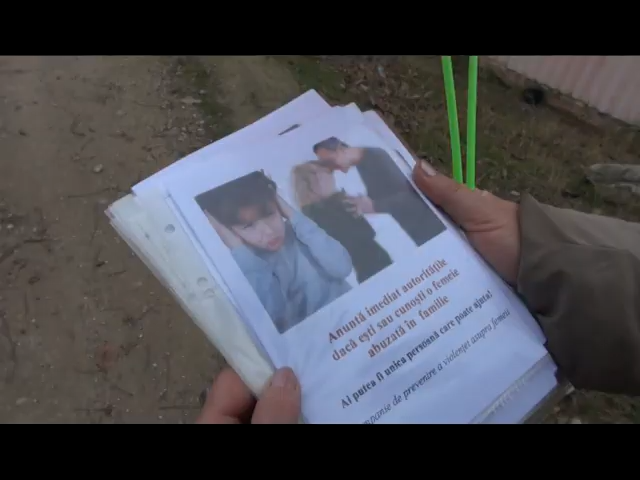 Anunță imediat autoritățile
dacă ești sau cunoști o femeie
abuzată în familie
Ai putea fi unica persoană care poate ajuta!
de prevenire a violenței asupra femeii